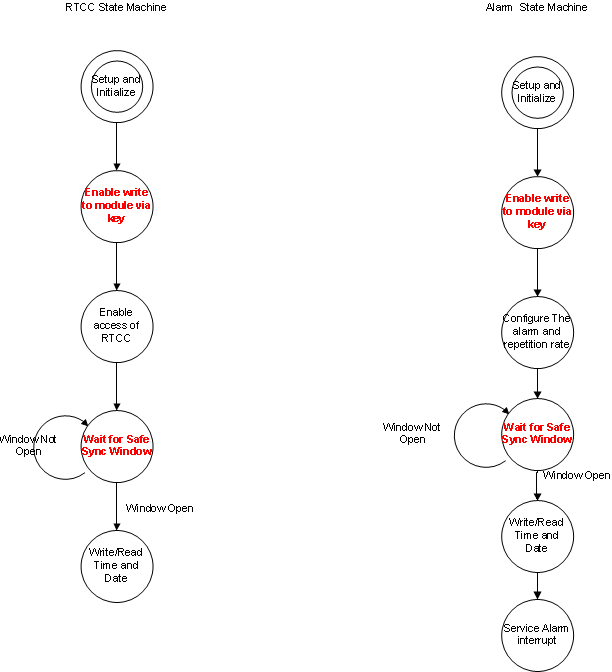 RTCC State Machine
Setup and
Initialize
Enable write
to module via
key
Enable
access of
RTCC
Wait for Safe
Sync Window
Window Not
Open
Window Open
Write/Read
Time and
Date
Alarm State Machine
Setup and
Initialize
Enable write
to module via
key
Configure The
alarm and
repetition rate
Wait for Safe
Sync Window
Window Not
Open
Window Open
Write/Read
Time and
Date
Service Alarm
interrupt